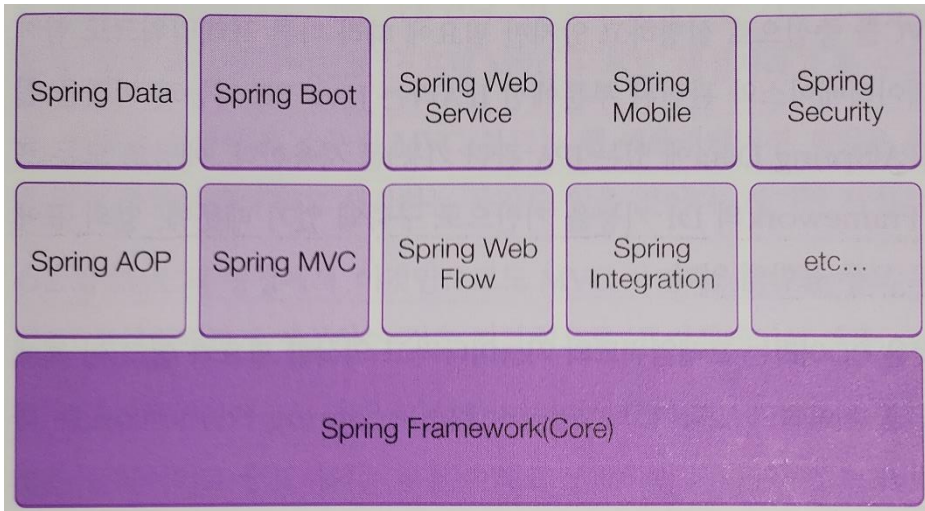 Spring Data
Spring Boot
Spring Web
Service
Spring
Mobile
Spring
Security
Spring AOP
Spring MVC
Spring Web
Flow
Spring
Integration
etc...
Spring Framework(Core)